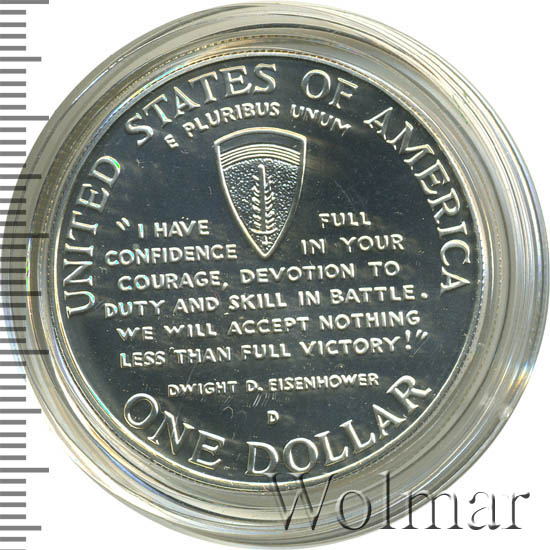 UNITED STATES OF AMERICA
E PLURIBUS UNUM
"I HAVE FULL
CONFIDENCE IN YOUR
COURAGE, DEVOTION TO
DUTY AND SKILL IN BATTLE.
WE WILL ACCEPT NOTHING
LESS THAN FULL VICTORY!"
DWIGHT D. EISENHOWER
D
ONE DOLLAR
Wolmar